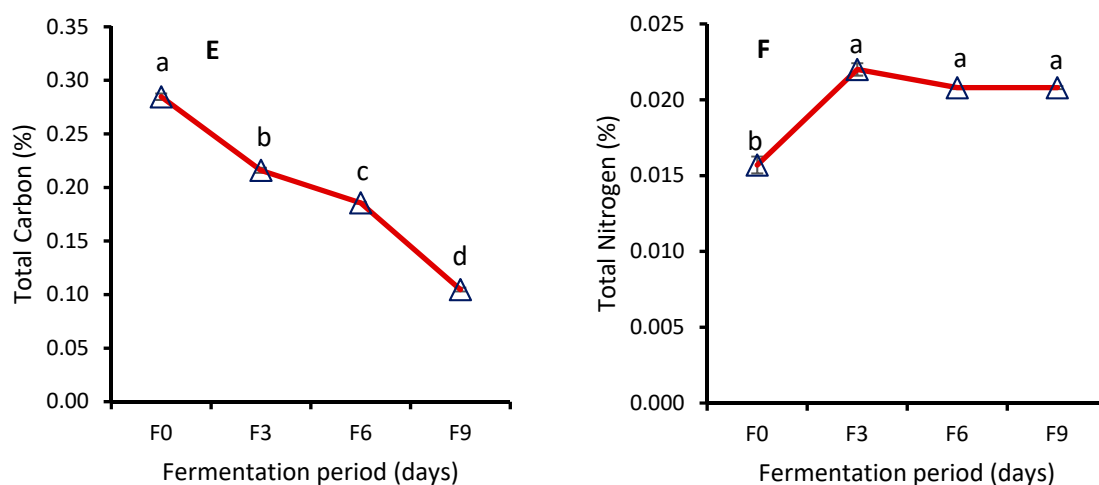 E
Total Carbon (%)
0.35
0.30
0.25
0.20
0.15
0.10
0.05
0.00
a
b
c
d
F0 F3 F6 F9
Fermentation period (days)
F
Total Nitrogen (%)
0.025
0.020
0.015
0.010
0.005
0.000
b
a
a
a
F0 F3 F6 F9
Fermentation period (days)